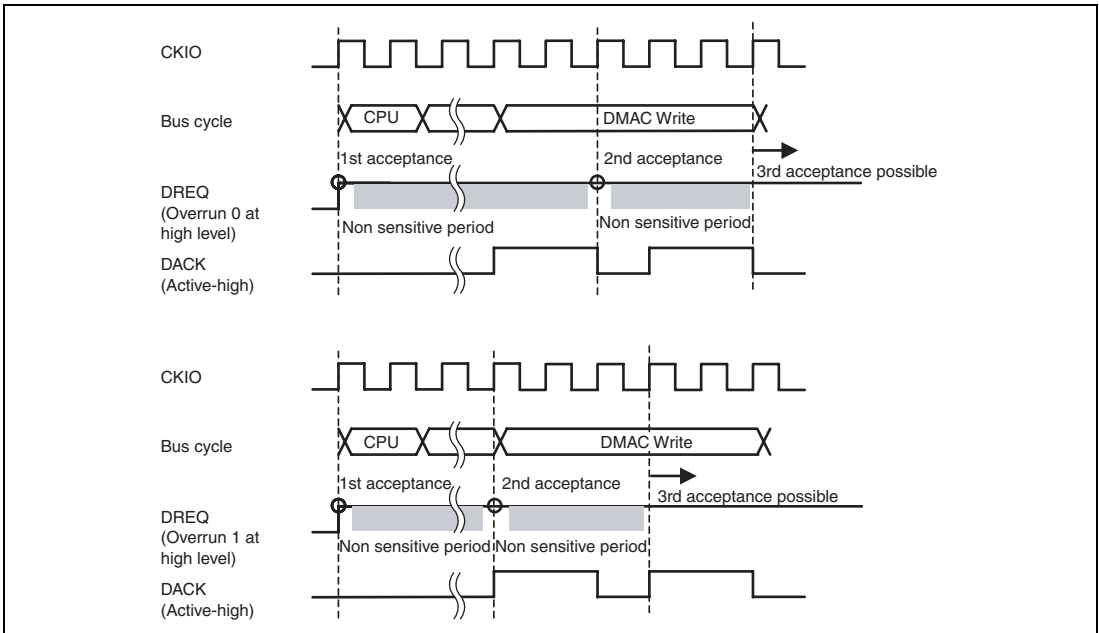 CKIO
Bus cycle
CPU
DMAC Write
1st acceptance
2nd acceptance
3rd acceptance possible
DREQ
(Overrun 0 at
high level)
Non sensitive period
Non sensitive period
DACK
(Active-high)
CKIO
Bus cycle
CPU
DMAC Write
1st acceptance
2nd acceptance
3rd acceptance possible
DREQ
(Overrun 1 at
high level)
Non sensitive period
Non sensitive period
DACK
(Active-high)